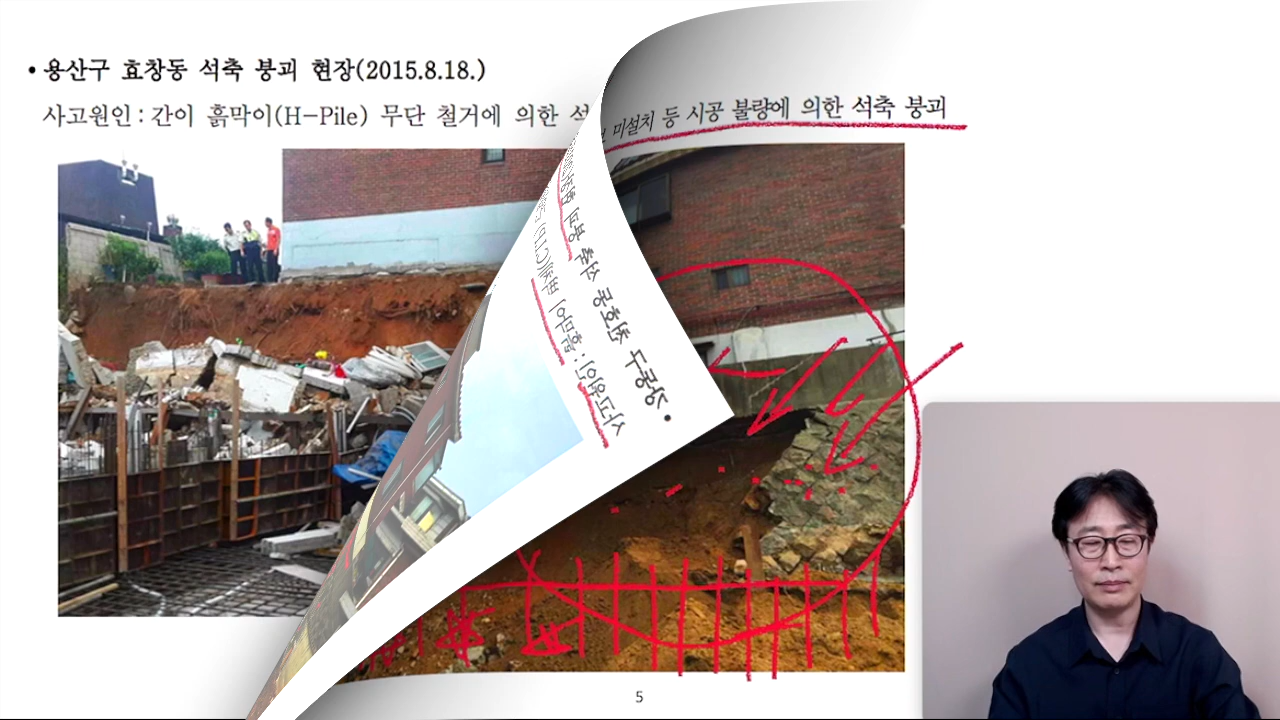 • 용산구 효창동 석축 붕괴 현장(2015.8.18.)
사고원인 : 간이 흙막이(H-Pile) 무단 철거에 의한 석
미설치 등 시공 불량에 의한 석축 붕괴
5